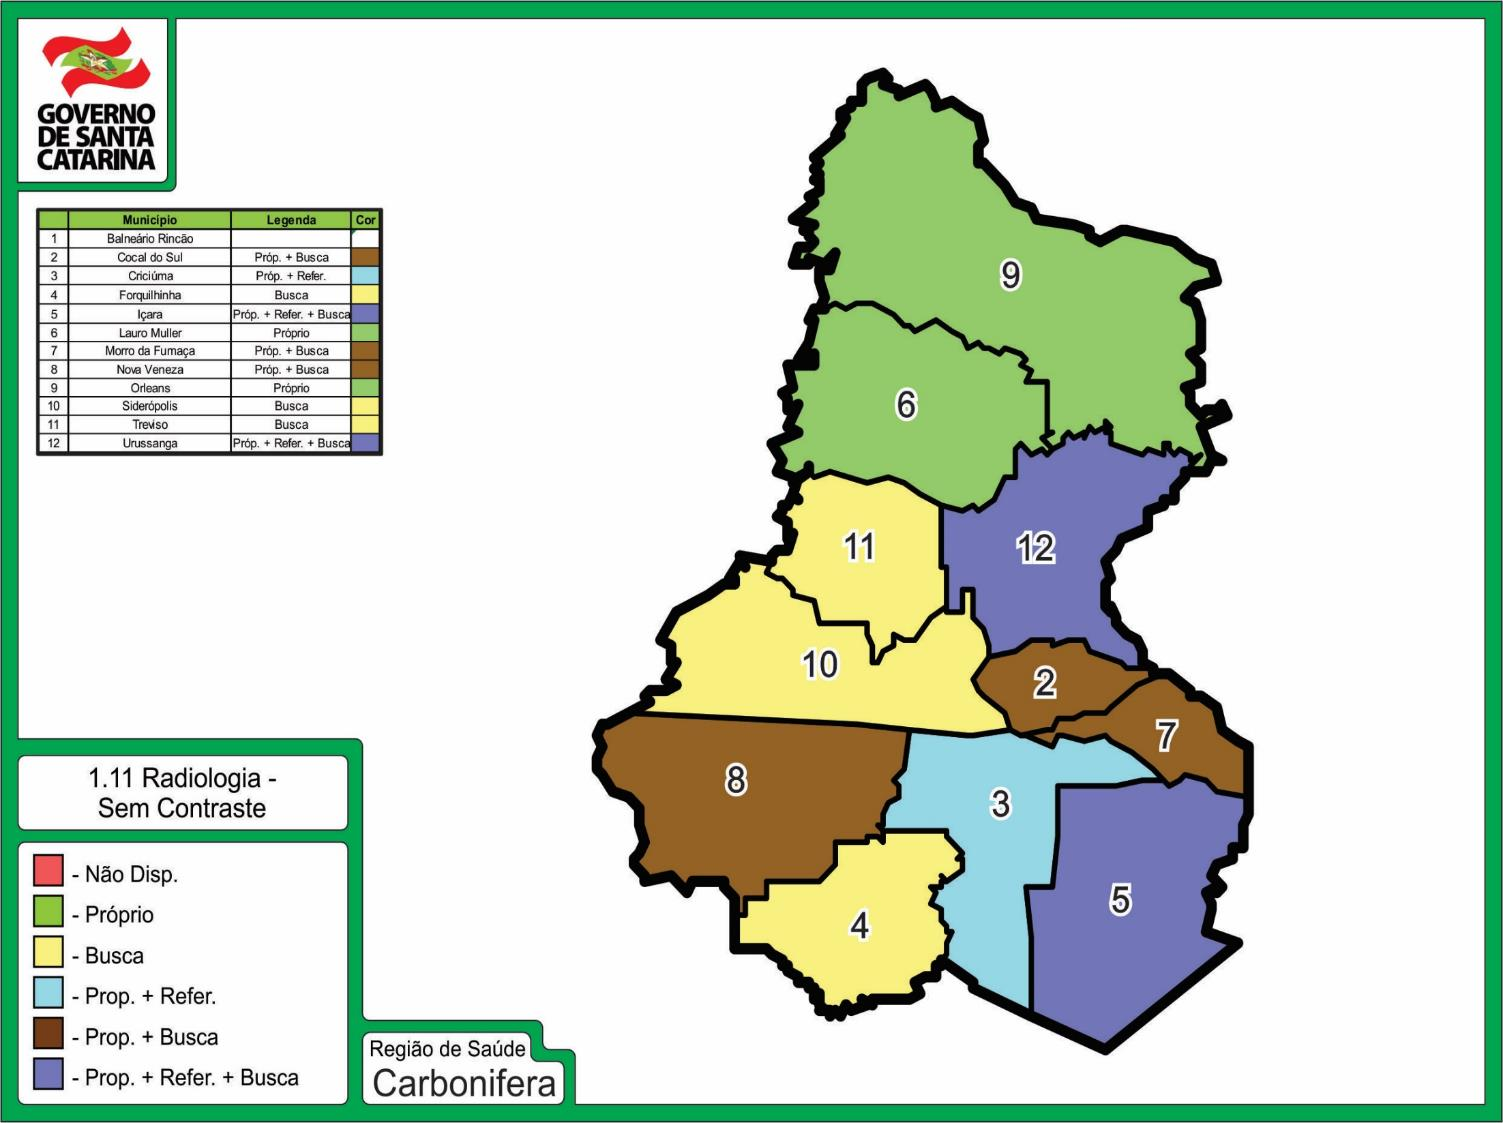 GOVERNO
DE SANTA
CATARINA
Município Legenda Cor
1 Balneário Rincão
2 Cocal do Sul Próp. + Busca
3 Criciúma Próp. + Refer.
4 Forquilhinha Busca
5 Içara Próp. + Refer. + Busca
6 Lauro Muller Próprio
7 Morro da Fumaça Próp. + Busca
8 Nova Veneza Próp. + Busca
9 Orleans Próprio
10 Siderópolis Busca
11 Treviso Busca
12 Urussanga Próp. + Refer. + Busca
9
6
11
12
10
2
7
8
3
5
4
1.11 Radiologia -
Sem Contraste
- Não Disp.
- Próprio
- Busca
- Prop. + Refer.
- Prop. + Busca
- Prop. + Refer. + Busca
Região de Saúde
Carbonifera